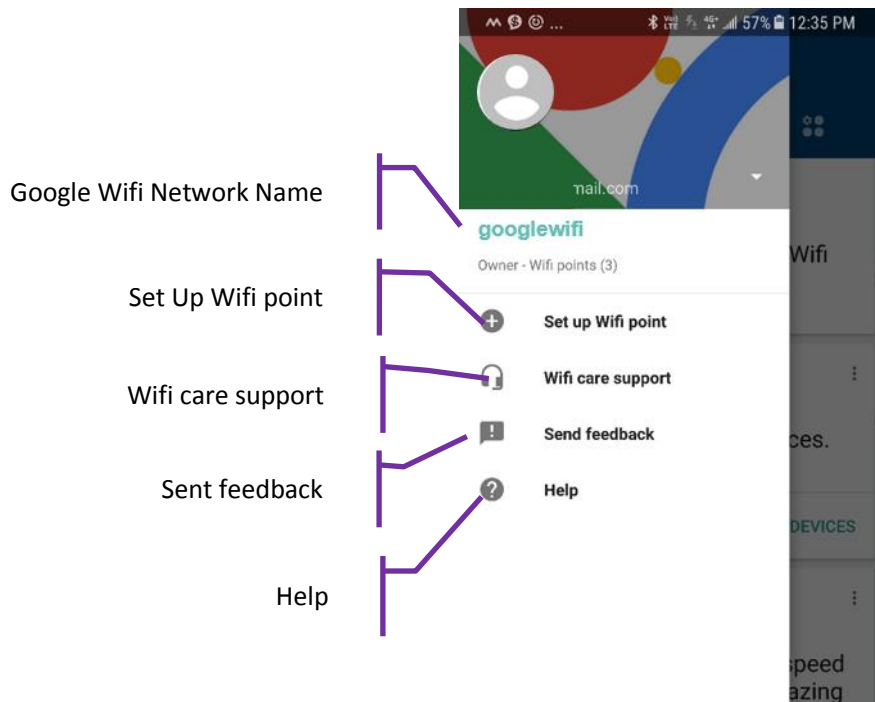 ... 57% 12:35 PM
mail.com
Google Wifi Network Name
googlewifi
Owner - Wifi points (3)
Wifi
Set Up Wifi point
Set up Wifi point
Wifi care support
Wifi care support
Sent feedback
Send feedback
ces.
Help
Help
DEVICES
speed
azing